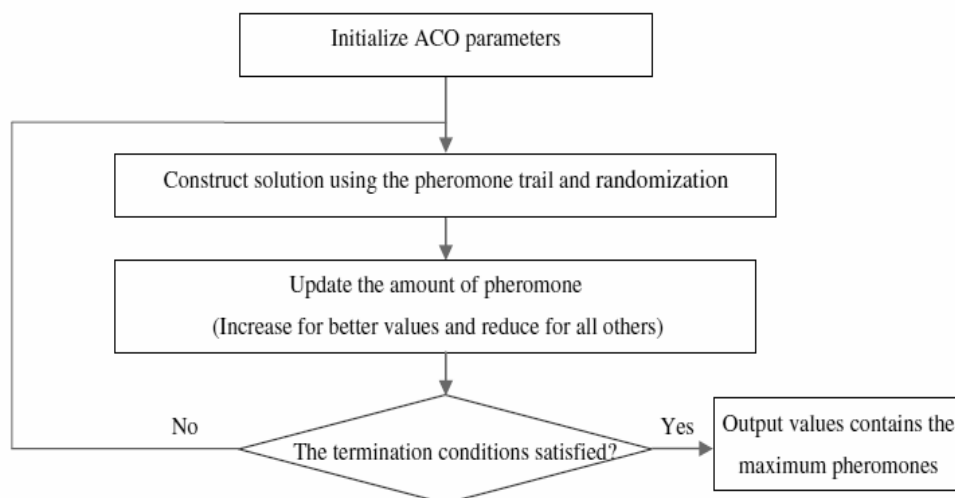 Initialize ACO parameters
Construct solution using the pheromone trail and randomization
Update the amount of pheromone
(Increase for better values and reduce for all others)
No
The termination conditions satisfied?
Yes
Output values contains the
maximum pheromones